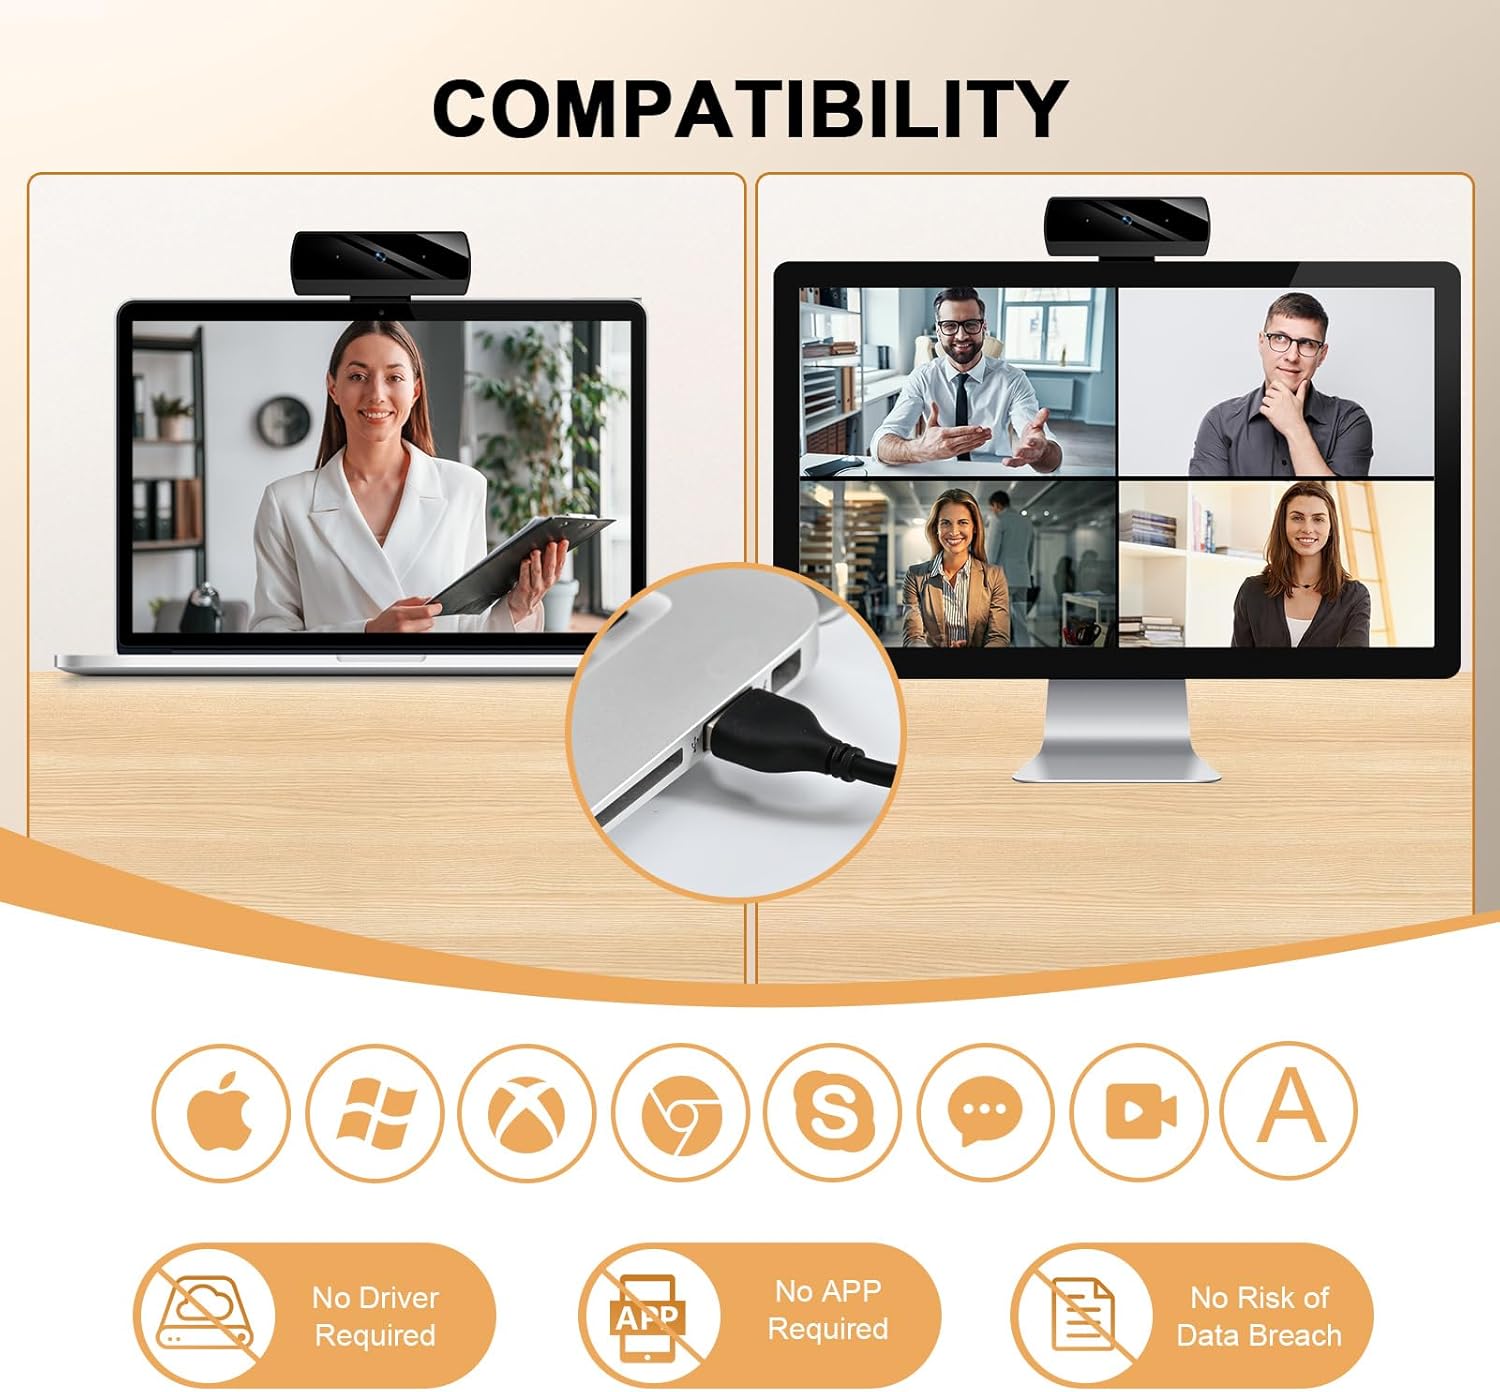 COMPATIBILITY
S
A
No Driver
Required
APP
No APP
Required
No Risk of
Data Breach